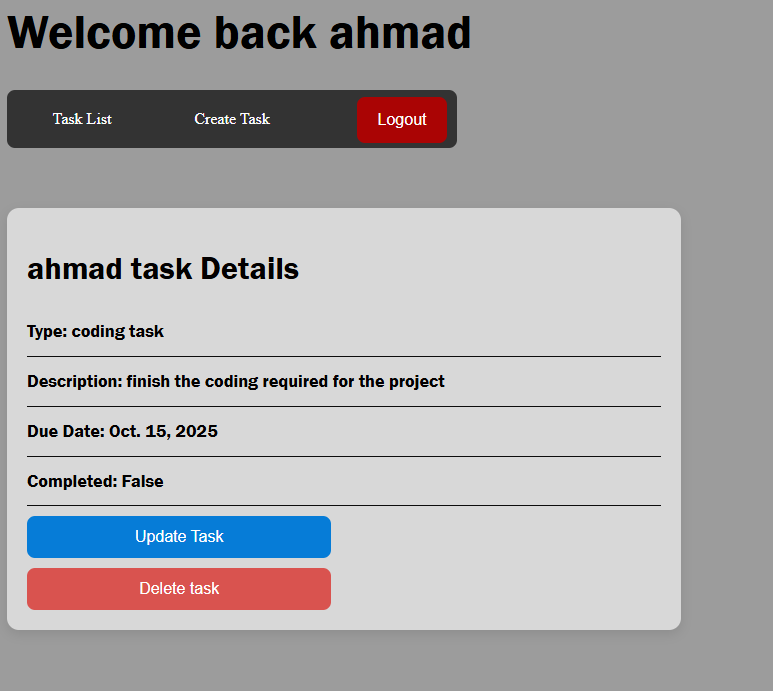 Welcome back ahmad
Task List Create Task Logout
ahmad task Details
Type: coding task
Description: finish the coding required for the project
Due Date: Oct. 15, 2025
Completed: False
Update Task
Delete task